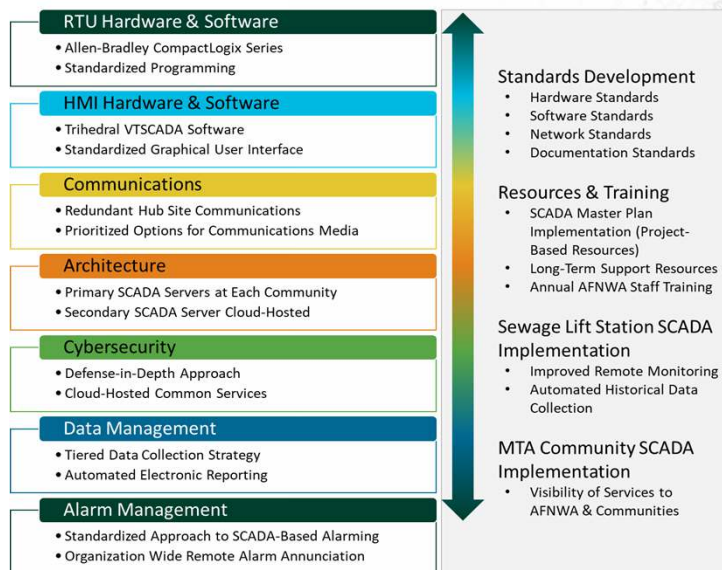 RTU Hardware & Software
• Allen-Bradley CompactLogix Series
• Standardized Programming
HMI Hardware & Software
• Trihedral VTSCADA Software
• Standardized Graphical User Interface
Communications
• Redundant Hub Site Communications
• Prioritized Options for Communications Media
Architecture
• Primary SCADA Servers at Each Community
• Secondary SCADA Server Cloud-Hosted
Cybersecurity
• Defense-in-Depth Approach
• Cloud-Hosted Common Services
Data Management
• Tiered Data Collection Strategy
• Automated Electronic Reporting
Alarm Management
• Standardized Approach to SCADA-Based Alarming
• Organization Wide Remote Alarm Annunciation
Standards Development
• Hardware Standards
• Software Standards
• Network Standards
• Documentation Standards
Resources & Training
• SCADA Master Plan
Implementation (Project-
Based Resources)
• Long-Term Support Resources
• Annual AFNWA Staff Training
Sewage Lift Station SCADA
Implementation
• Improved Remote Monitoring
• Automated Historical Data
Collection
MTA Community SCADA
Implementation
• Visibility of Services to
AFNWA & Communities